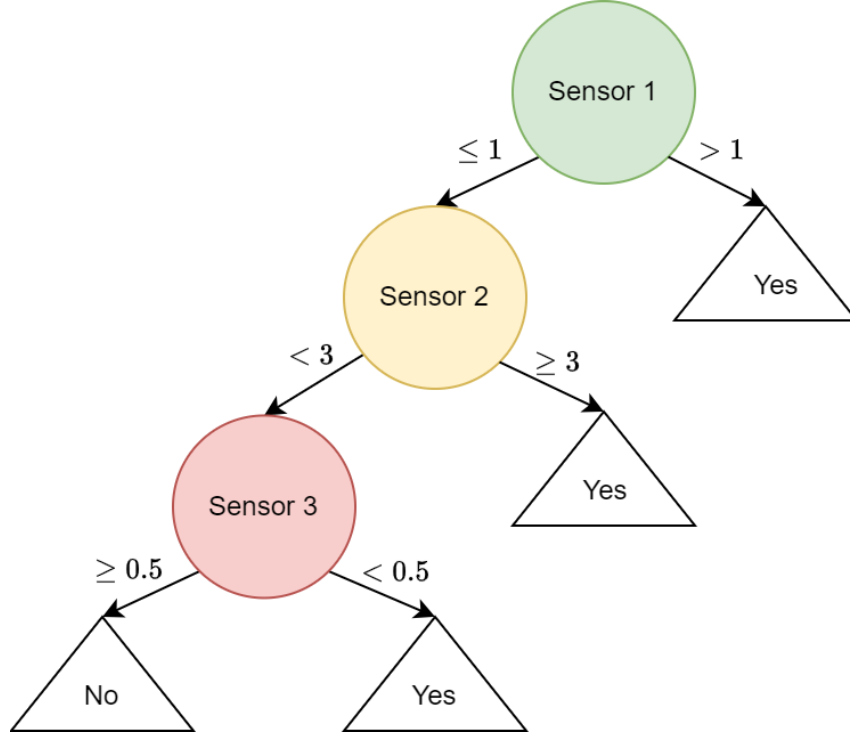 Sensor 1
≤ 1
> 1
Sensor 2
Yes
< 3
≥ 3
Sensor 3
Yes
≥ 0.5
< 0.5
No
Yes